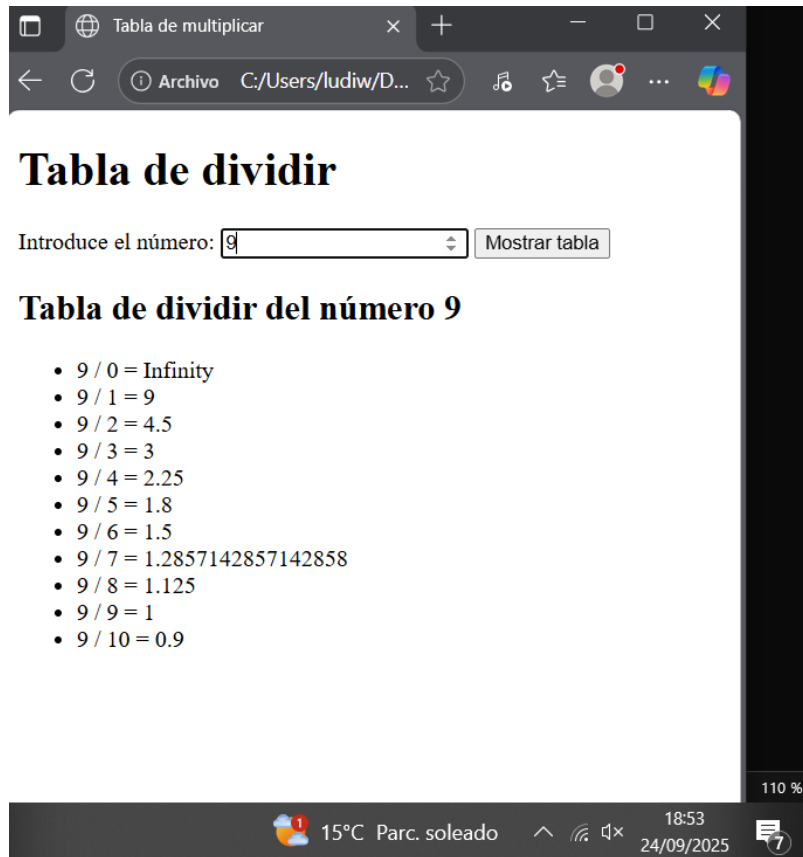 Tabla de multiplicar
Archivo C:/Users/ludiw/D...
Tabla de dividir
Introduce el número: 9 Mostrar tabla
Tabla de dividir del número 9
9 / 0 = Infinity
9 / 1 = 9
9 / 2 = 4.5
9 / 3 = 3
9 / 4 = 2.25
9 / 5 = 1.8
9 / 6 = 1.5
9 / 7 = 1.2857142857142858
9 / 8 = 1.125
9 / 9 = 1
9 / 10 = 0.9
110 %
1 15°C Parc. soleado 18:53
24/09/2025 7